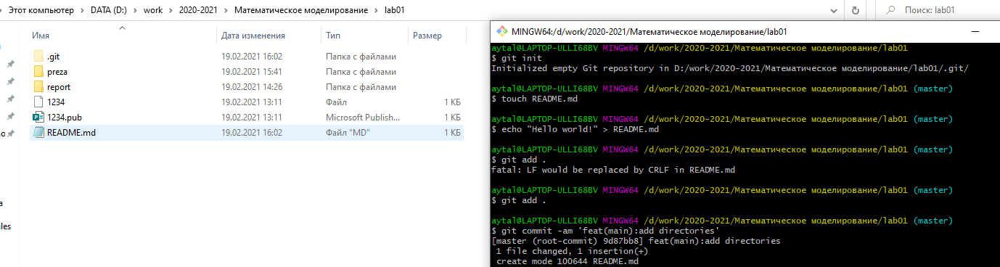 Этот компьютер > DATA (D:) > work > 2020-2021 > Математическое моделирование > lab01
Поиск: lab01
Имя Дата изменения Тип Размер
.git 19.02.2021 16:02 Папка с файлами
preza 19.02.2021 15:41 Папка с файлами
report 19.02.2021 14:26 Папка с файлами
1234 19.02.2021 13:11 Файл 1 КБ
1234.pub 19.02.2021 13:11 Microsoft Publish... 1 КБ
README.md 19.02.2021 16:02 Файл "MD" 1 КБ
MINGW64:/d/work/2020-2021/Математическое моделирование/lab01
aytal@LAPTOP-ULLI68BV MINGW64 /d/work/2020-2021/Математическое моделирование/lab01
$ git init
Initialized empty Git repository in D:/work/2020-2021/Математическое моделирование/lab01/.git/
aytal@LAPTOP-ULLI68BV MINGW64 /d/work/2020-2021/Математическое моделирование/lab01 (master)
$ touch README.md
aytal@LAPTOP-ULLI68BV MINGW64 /d/work/2020-2021/Математическое моделирование/lab01 (master)
$ echo "Hello world!" > README.md
aytal@LAPTOP-ULLI68BV MINGW64 /d/work/2020-2021/Математическое моделирование/lab01 (master)
$ git add .
fatal: LF would be replaced by CRLF in README.md
aytal@LAPTOP-ULLI68BV MINGW64 /d/work/2020-2021/Математическое моделирование/lab01 (master)
$ git add .
aytal@LAPTOP-ULLI68BV MINGW64 /d/work/2020-2021/Математическое моделирование/lab01 (master)
$ git commit -am 'feat(main):add directories'
[master (root-commit) 9d87bb8] feat(main):add directories
1 file changed, 1 insertion(+)
create mode 100644 README.md